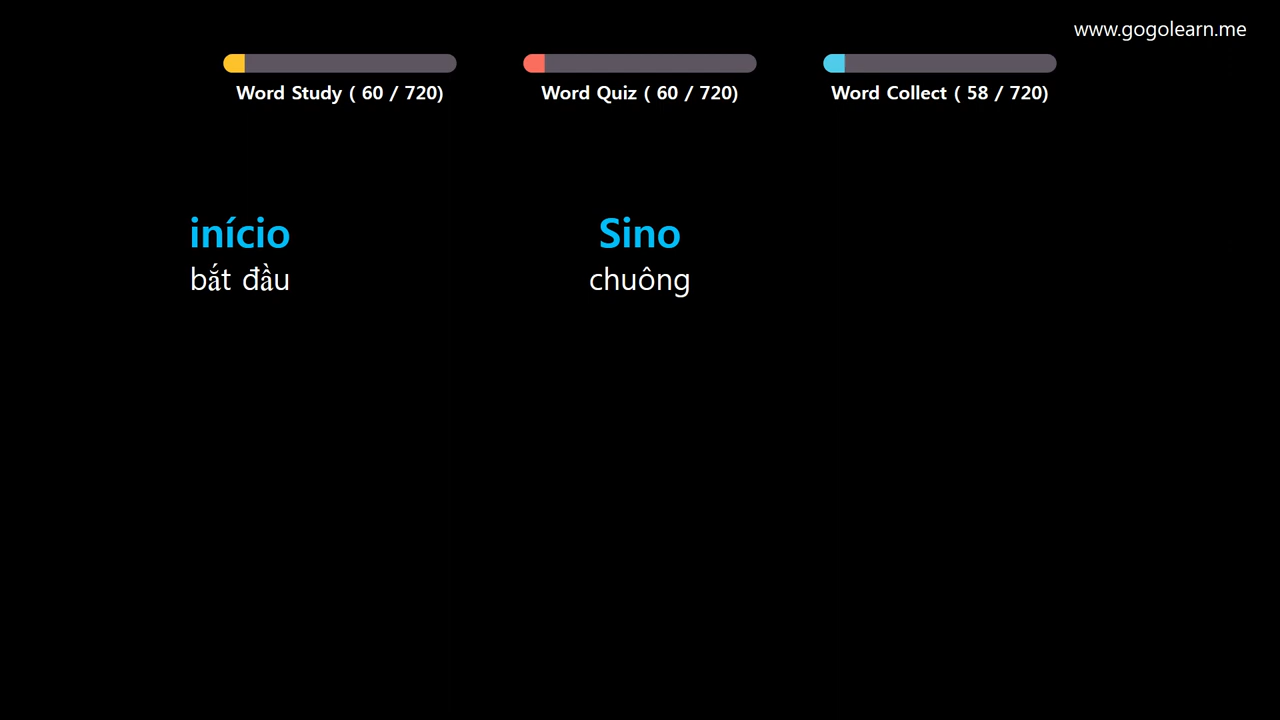 www.gogolearn.me
Word Study ( 60 / 720)
Word Quiz ( 60 / 720)
Word Collect ( 58 / 720)
início
bắt đầu
Sino
chuông